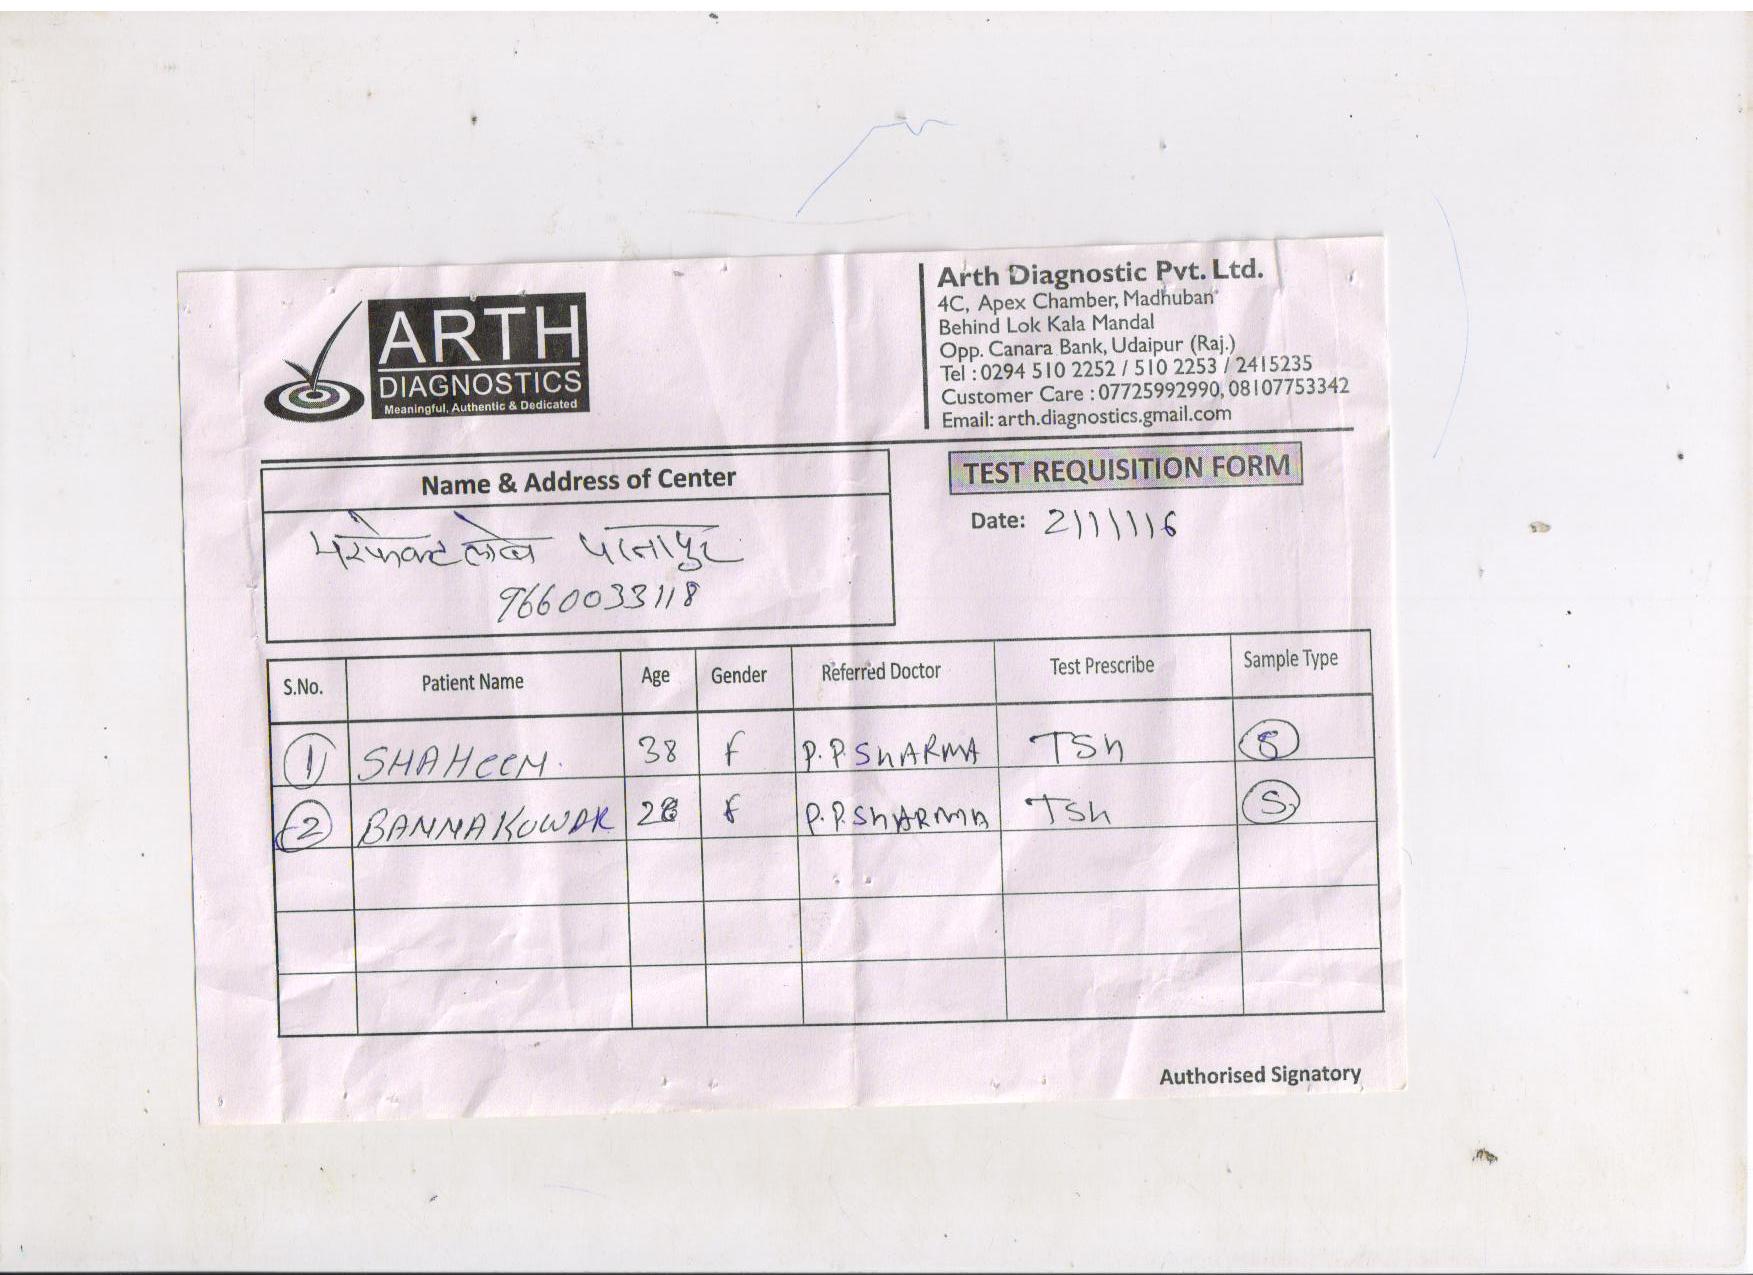 ARTH
DIAGNOSTICS
Meaningful, Authentic & Dedicated
Arth Diagnostic Pvt. Ltd.
4C, Apex Chamber, Madhuban
Behind Lok Kala Mandal
Opp. Canara Bank, Udaipur (Raj.)
Tel : 0294 510 2252 / 510 2253 / 2415235
Customer Care : 07725992990, 08107753342
Email: arth.diagnostics.gmail.com
Name & Address of Center
9660033118
TEST REQUISITION FORM
Date: 2/11/16
S.No. Patient Name Age Gender Referred Doctor Test Prescribe Sample Type
1 SHAHEEM. 38 f P.P SHARMA TSh S
2 BANNAKOWAR 28 f P.P. SHARMA TSh S
Authorised Signatory